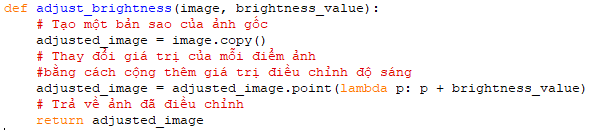 def adjust_brightness(image, brightness_value):
    # Tạo một bản sao của ảnh gốc
    adjusted_image = image.copy()
    # Thay đổi giá trị của mỗi điểm ảnh
    #bằng cách cộng thêm giá trị điều chỉnh độ sáng
    adjusted_image = adjusted_image.point(lambda p: p + brightness_value)
    # Trả về ảnh đã điều chỉnh
    return adjusted_image